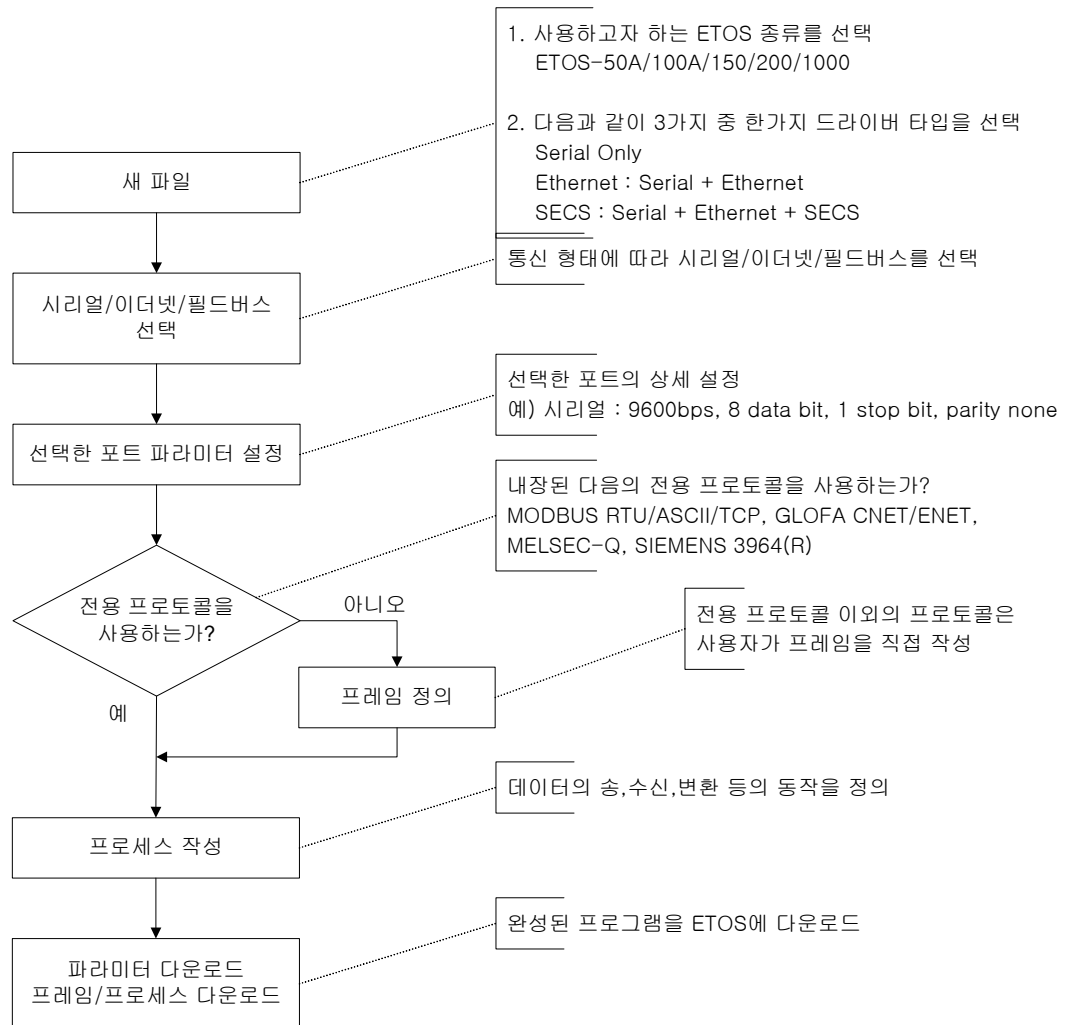 1. 사용하고자 하는 ETOS 종류를 선택
ETOS-50A/100A/150/200/1000
2. 다음과 같이 3가지 중 한가지 드라이버 타입을 선택
Serial Only
Ethernet : Serial + Ethernet
SECS : Serial + Ethernet + SECS
새 파일
통신 형태에 따라 시리얼/이더넷/필드버스를 선택
시리얼/이더넷/필드버스
선택
선택한 포트의 상세 설정
예) 시리얼 : 9600bps, 8 data bit, 1 stop bit, parity none
선택한 포트 파라미터 설정
내장된 다음의 전용 프로토콜을 사용하는가?
MODBUS RTU/ASCII/TCP, GLOFA CNET/ENET,
MELSEC-Q, SIEMENS 3964(R)
전용 프로토콜을
사용하는가?
아니오
전용 프로토콜 이외의 프로토콜은
사용자가 프레임을 직접 작성
프레임 정의
예
데이터의 송,수신,변환 등의 동작을 정의
프로세스 작성
완성된 프로그램을 ETOS에 다운로드
파라미터 다운로드
프레임/프로세스 다운로드